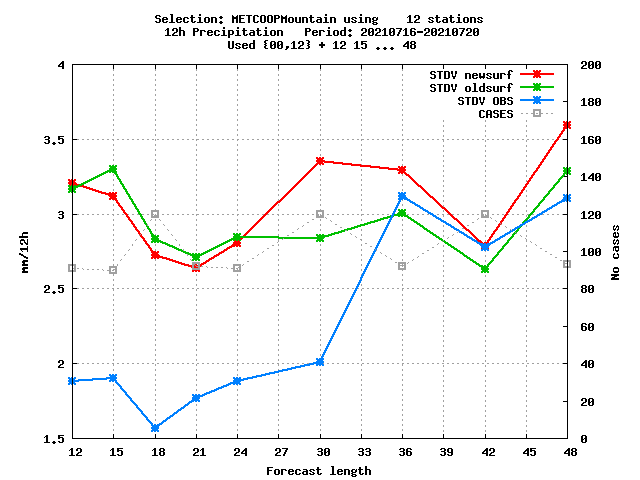 Selection: METCOOPMountain using    12 stations
12h Precipitation   Period: 20210716-20210720
Used {00,12} + 12 15 ... 48
STDV newsurf
STDV oldsurf
STDV OBS
CASES
4
3.5
3
2.5
2
1.5
mm/12h
200
180
160
140
120
100
80
60
40
20
0
No cases
12 15 18 21 24 27 30 33 36 39 42 45 48
Forecast length